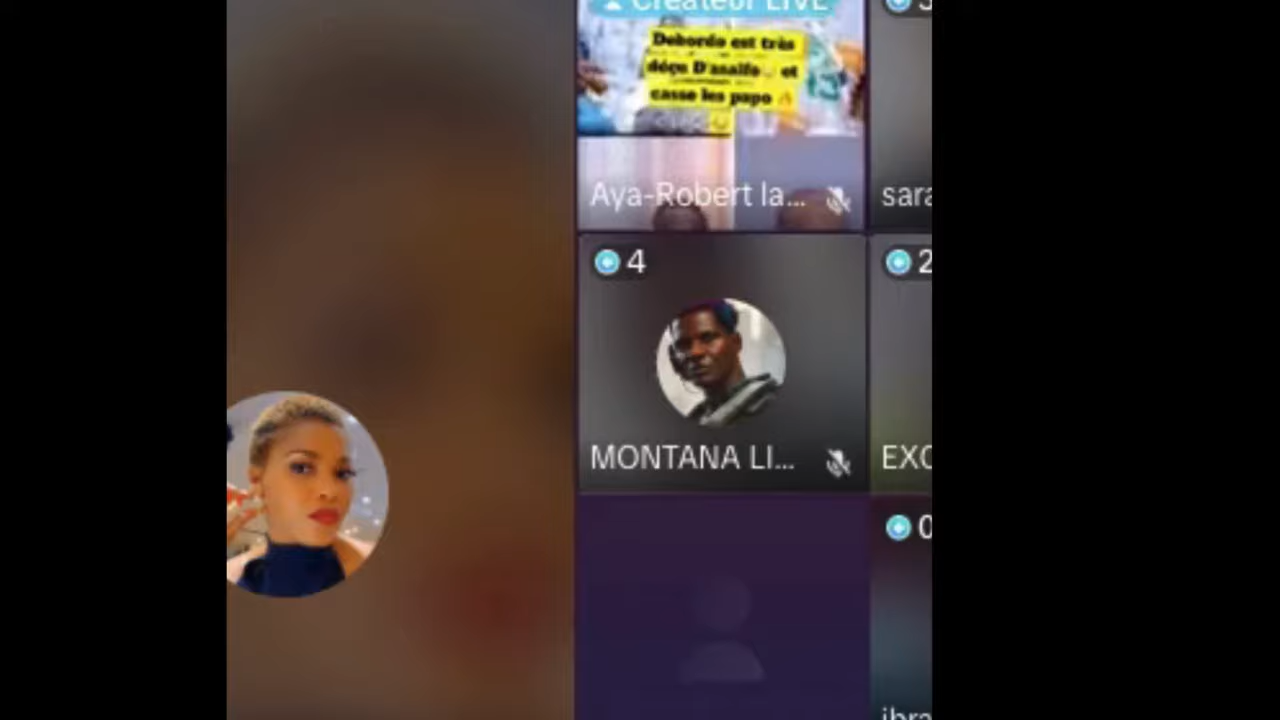 Créateur LIVE
Debordo est très
déçu D'asalfo et
casse les papo
Aya-Robert la...
sara
4
2
MONTANA LI...
EXC
0
ibra